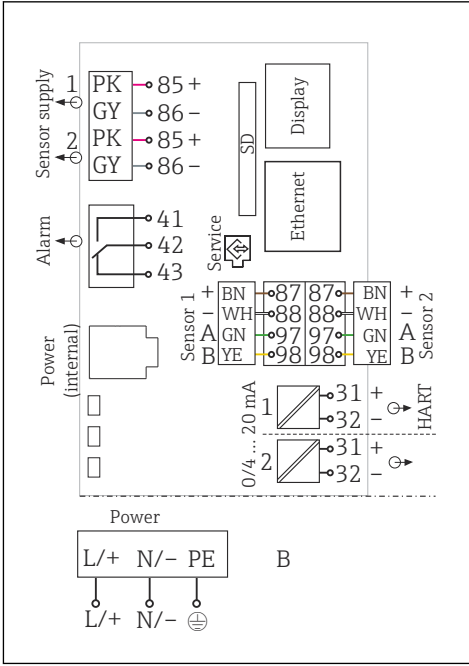 Sensor supply
1 PK 85 +
GY 86 -
2 PK 85 +
GY 86 -
SD
Display
Ethernet
Alarm
41
42
43
Service
Power
(internal)
Sensor 1
+ BN 87 87 BN +
- WH 88 88 WH -
A GN 97 97 GN A
B YE 98 98 YE B
Sensor 2
0/4 ... 20 mA
1 31 +
32 -
HART
2 31 +
32 -
Power
L/+ N/- PE
B
L/+ N/-